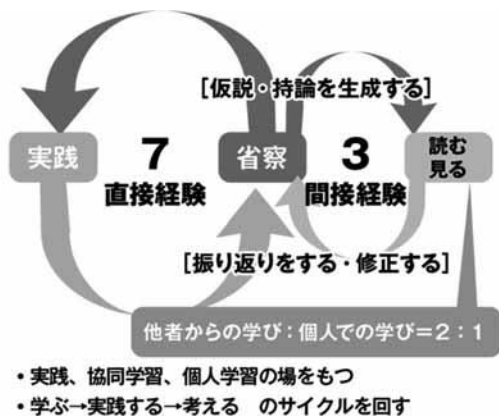 [仮説・持論を生成する]
実践
7
直接経験
省察
3
間接経験
読む
見る
[振り返りをする・修正する]
他者からの学び：個人での学び＝2：1
・実践、協同学習、個人学習の場をもつ
・学ぶ→実践する→考える　のサイクルを回す